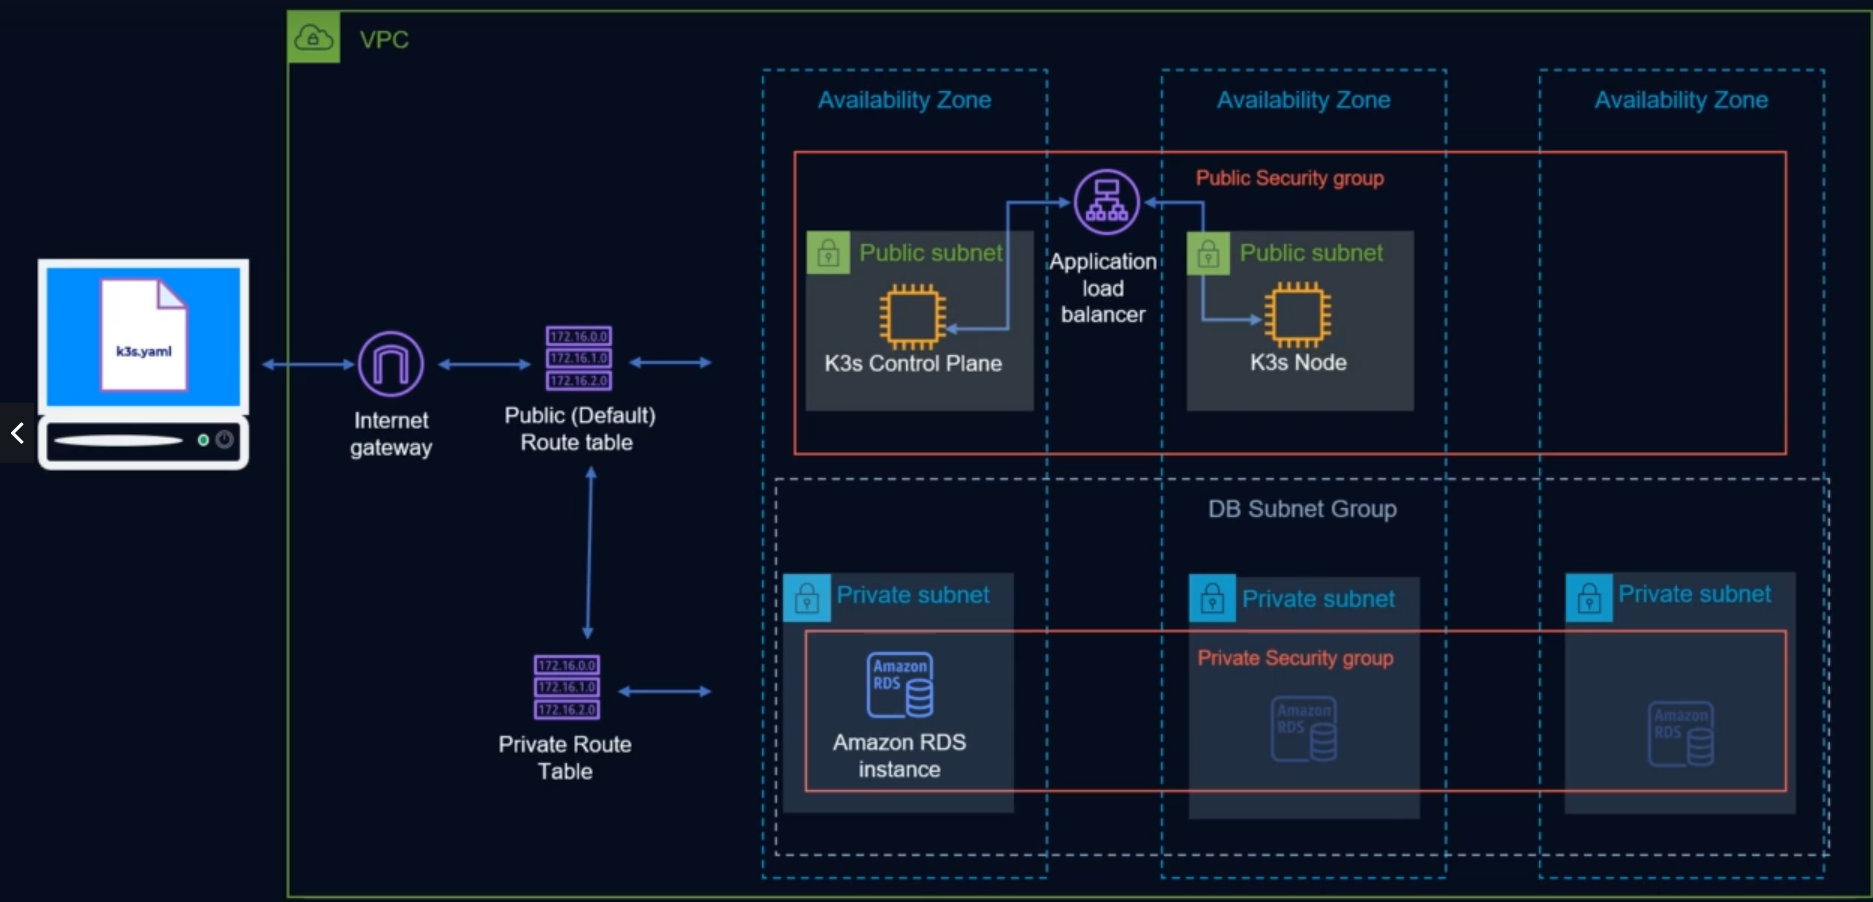 VPC
Availability Zone
Availability Zone
Availability Zone
Public Security group
Public subnet
Public subnet
Application
load
balancer
K3s Control Plane
K3s Node
k3s.yaml
Internet
gateway
172.16.0.0
172.16.1.0
172.16.2.0
Public (Default)
Route table
DB Subnet Group
Private subnet
Private subnet
Private subnet
Private Security group
Amazon
RDS
Amazon RDS
instance
Amazon
RDS
Amazon
RDS
172.16.0.0
172.16.1.0
172.16.2.0
Private Route
Table